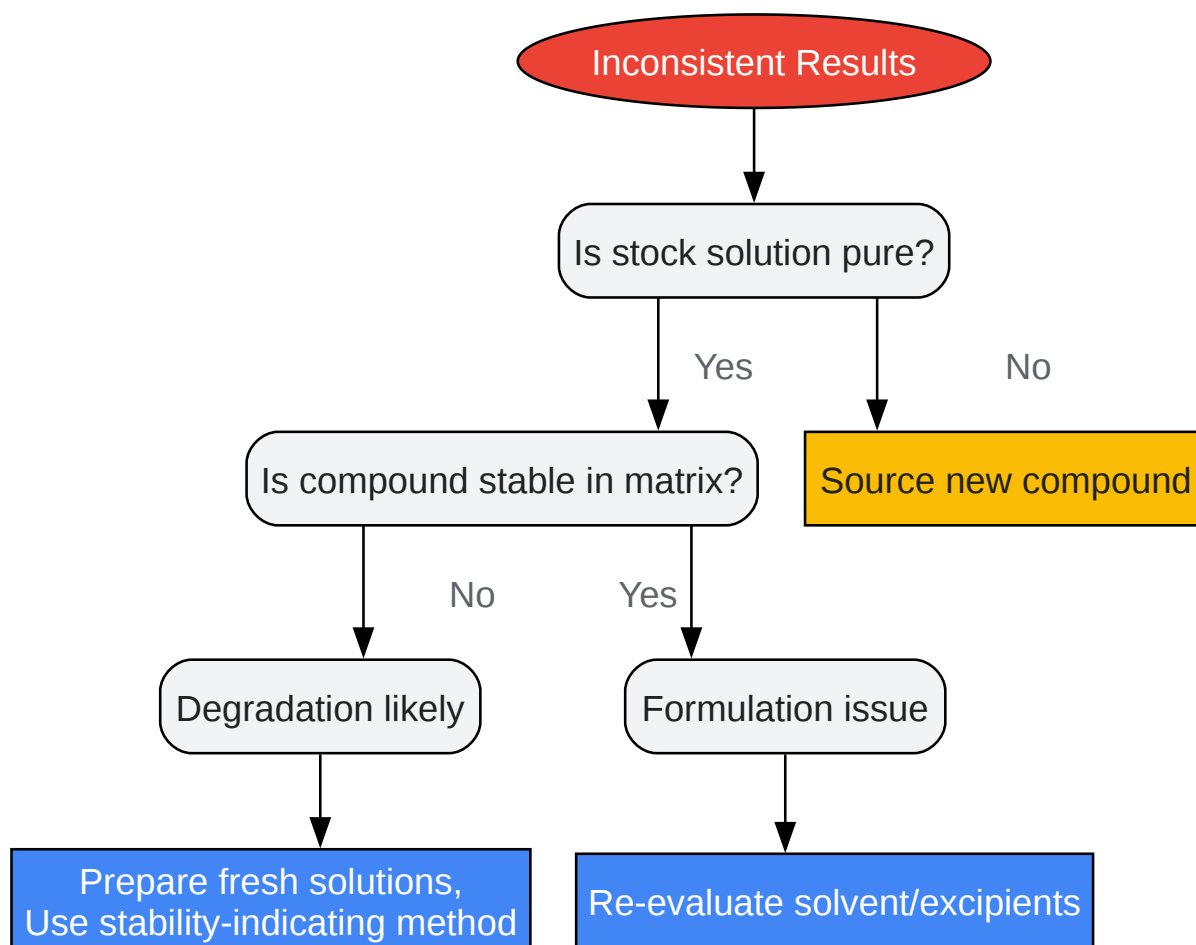 Inconsistent Results
Is stock solution pure?
Yes
No
Is compound stable in matrix?
Source new compound
No
Yes
Degradation likely
Formulation issue
Prepare fresh solutions,
Use stability-indicating method
Re-evaluate solvent/excipients